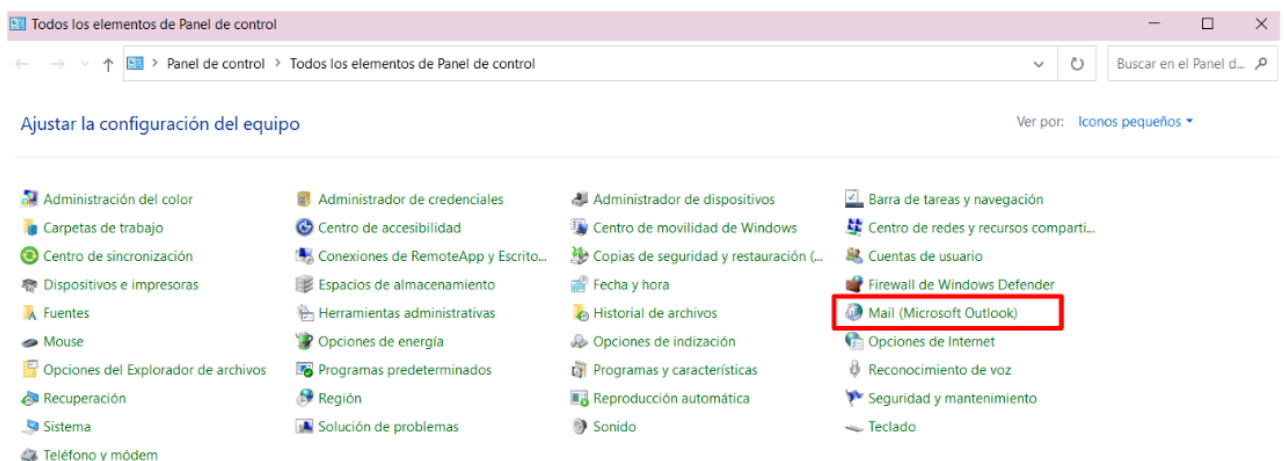 Todos los elementos de Panel de control
Panel de control > Todos los elementos de Panel de control
Buscar en el Panel d...
Ajustar la configuración del equipo
Ver por: Iconos pequeños
Administración del color Administrador de credenciales Administrador de dispositivos Barra de tareas y navegación
Carpetas de trabajo Centro de accesibilidad Centro de movilidad de Windows Centro de redes y recursos comparti...
Centro de sincronización Conexiones de RemoteApp y Escrito... Copias de seguridad y restauración (... Cuentas de usuario
Dispositivos e impresoras Espacios de almacenamiento Fecha y hora Firewall de Windows Defender
Fuentes Herramientas administrativas Historial de archivos Mail (Microsoft Outlook)
Mouse Opciones de energía Opciones de indización Opciones de Internet
Opciones del Explorador de archivos Programas predeterminados Programas y características Reconocimiento de voz
Recuperación Región Reproducción automática Seguridad y mantenimiento
Sistema Solución de problemas Sonido Teclado
Teléfono y módem